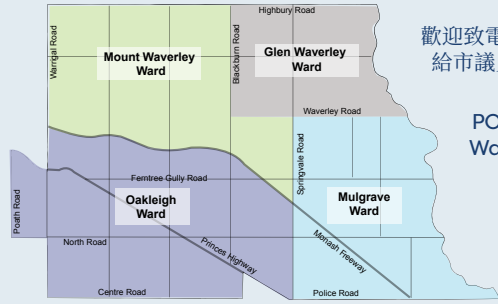 Highbury Road
Warrigal Road
Mount Waverley
Ward
Blackburn Road
Glen Waverley
Ward
歡迎致電
給市議
PO
Wa
Waverley Road
Springvale Road
Ferntree Gully Road
Poath Road
Oakleigh
Ward
Mulgrave
Ward
North Road
Princes Highway
Monash Freeway
Centre Road
Police Road